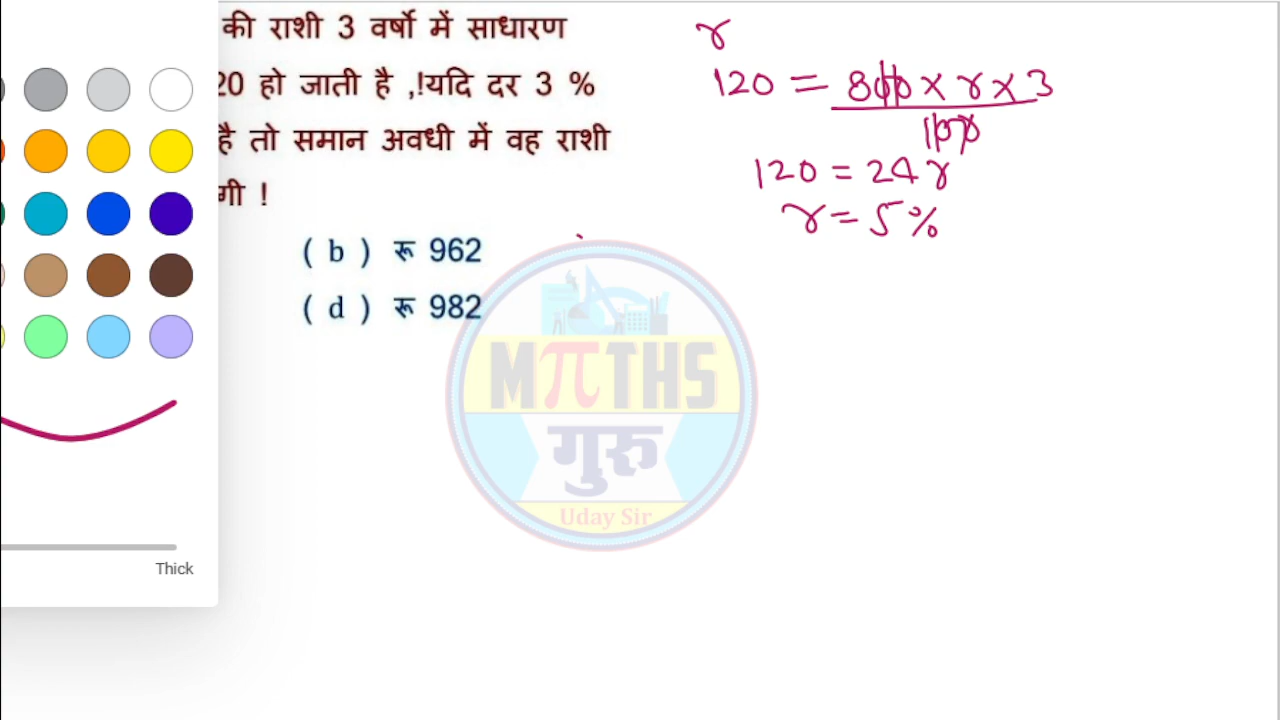 की राशी 3 वर्षो में साधारण
20 हो जाती है ,!यदि दर 3 %
है तो समान अवधी में वह राशी
गी !
( b ) रू 962
( d ) रू 982
r
120 = 800 × r × 3
100
120 = 24 r
r = 5 %
MπTHS
गुरु
Uday Sir
Thick